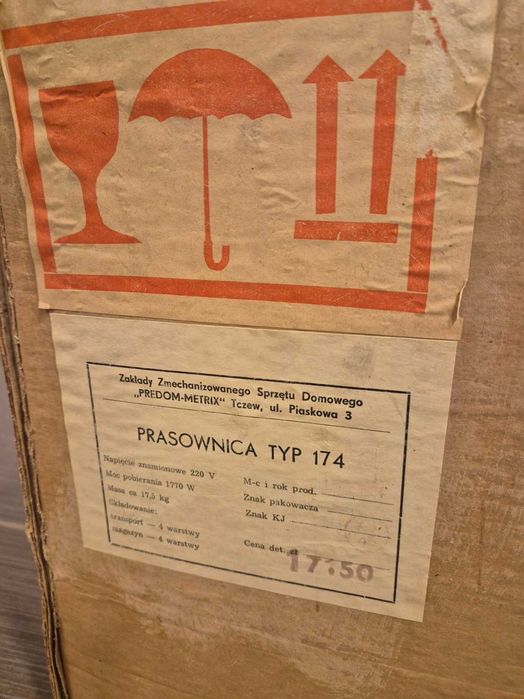 Zakłady Zmechanizowanego Sprzętu Domowego
„PREDOM-METRIX" Tczew, ul. Piaskowa 3
PRASOWNICA TYP 174
Napięcie znamionowe 220 V
Moc pobierania 1770 W
Masa ca 17,5 kg
Składowanie:
transport — 4 warstwy
magazyn — 4 warstwy
M-c i rok prod.
Znak pakowacza
Znak KJ
Cena det. zł
17:50